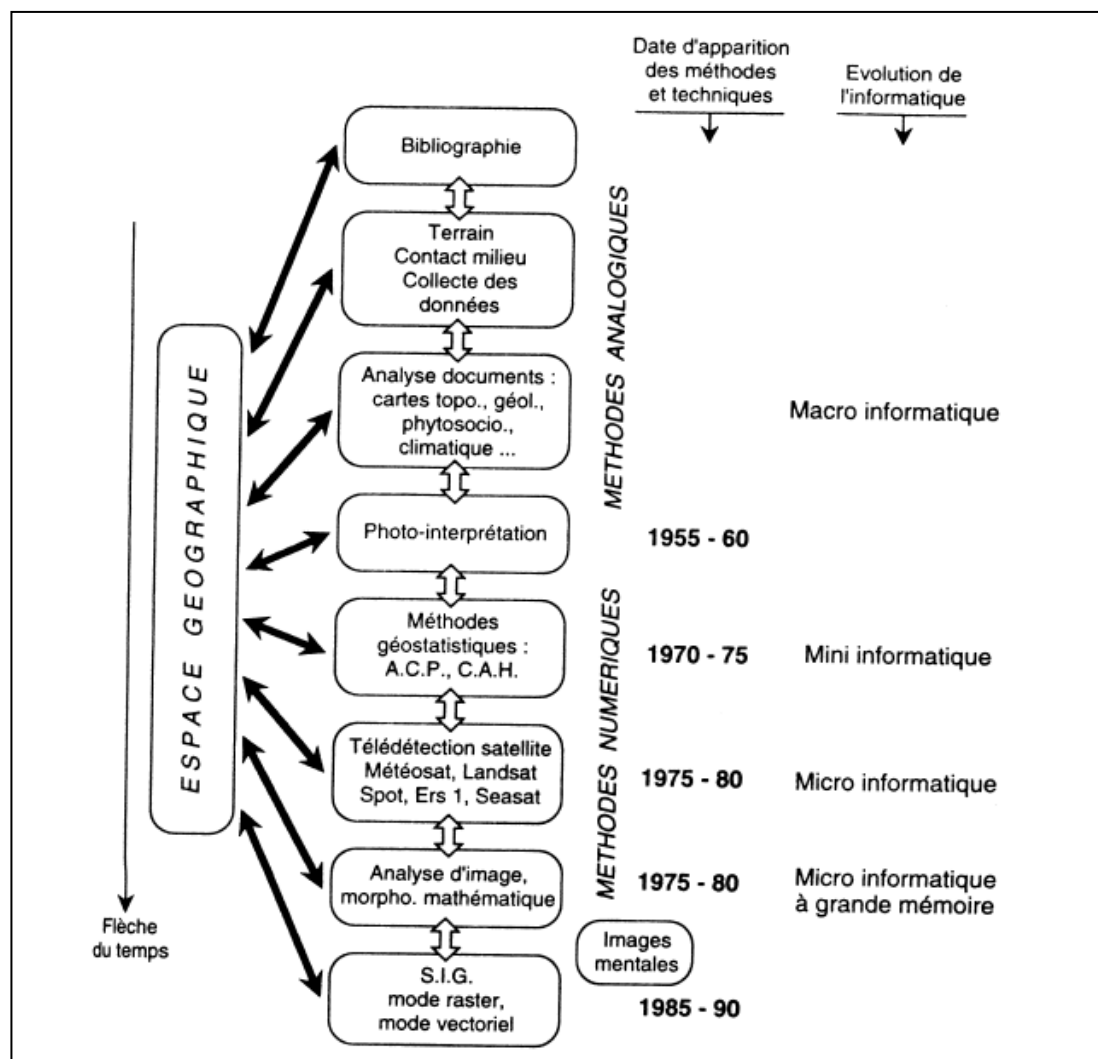 Date d'apparition
des méthodes
et techniques
Evolution de
l'informatique
Bibliographie
Terrain
Contact milieu
Collecte des
données
Analyse documents :
cartes topo., géol.,
phytosocio.,
climatique ...
Photo-interprétation
Méthodes
géostatistiques :
A.C.P., C.A.H.
Télédétection satellite
Météosat, Landsat
Spot, Ers 1, Seasat
Analyse d'image,
morpho. mathématique
S.I.G.
mode raster,
mode vectoriel
ESPACE GEOGRAPHIQUE
Flèche
du temps
METHODES ANALOGIQUES
METHODES NUMERIQUES
Images
mentales
Macro informatique
1955 - 60
1970 - 75
Mini informatique
1975 - 80
Micro informatique
1975 - 80
Micro informatique
à grande mémoire
1985 - 90